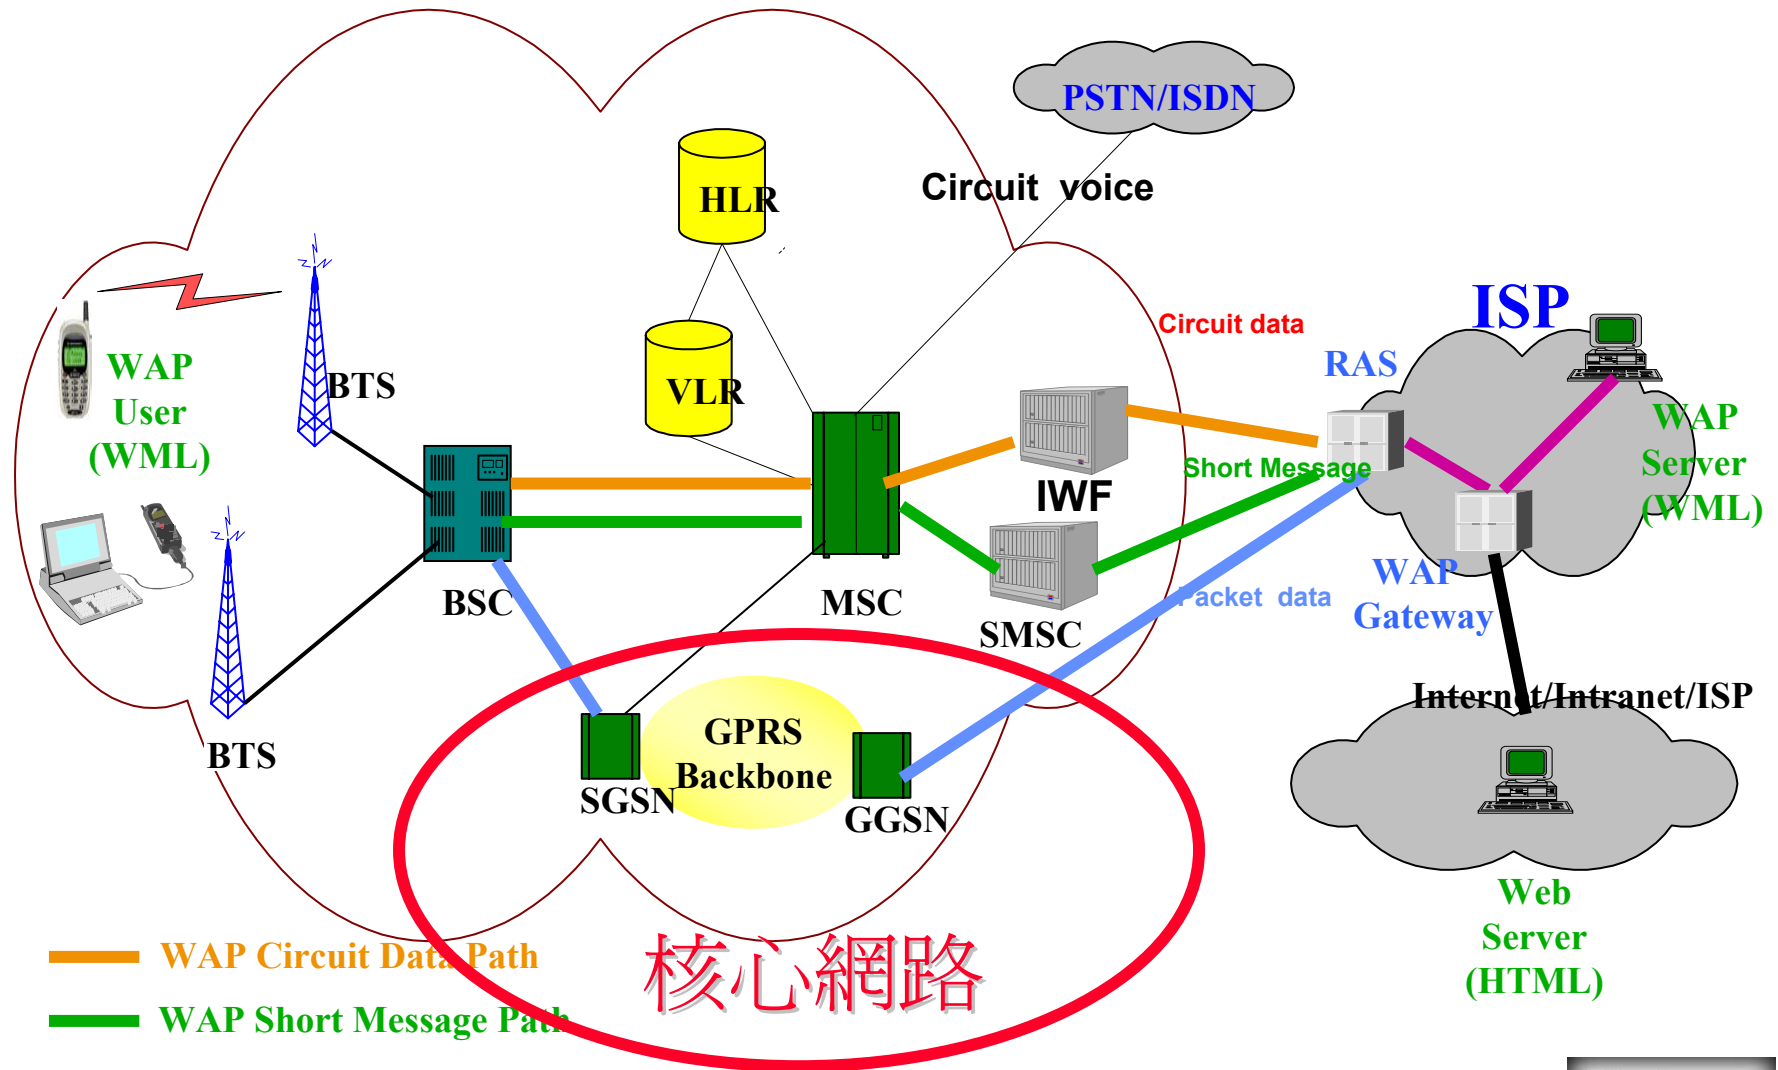 PSTN/ISDN
Circuit voice
HLR
ISP
Circuit data
RAS
WAP
User
(WML)
BTS
VLR
WAP
Server
(WML)
Short Message
IWF
BSC
MSC
SMSC
Packet data
WAP
Gateway
Internet/Intranet/ISP
BTS
GPRS
Backbone
SGSN
GGSN
Web
Server
(HTML)
核心網路
WAP Circuit Data Path
WAP Short Message Path